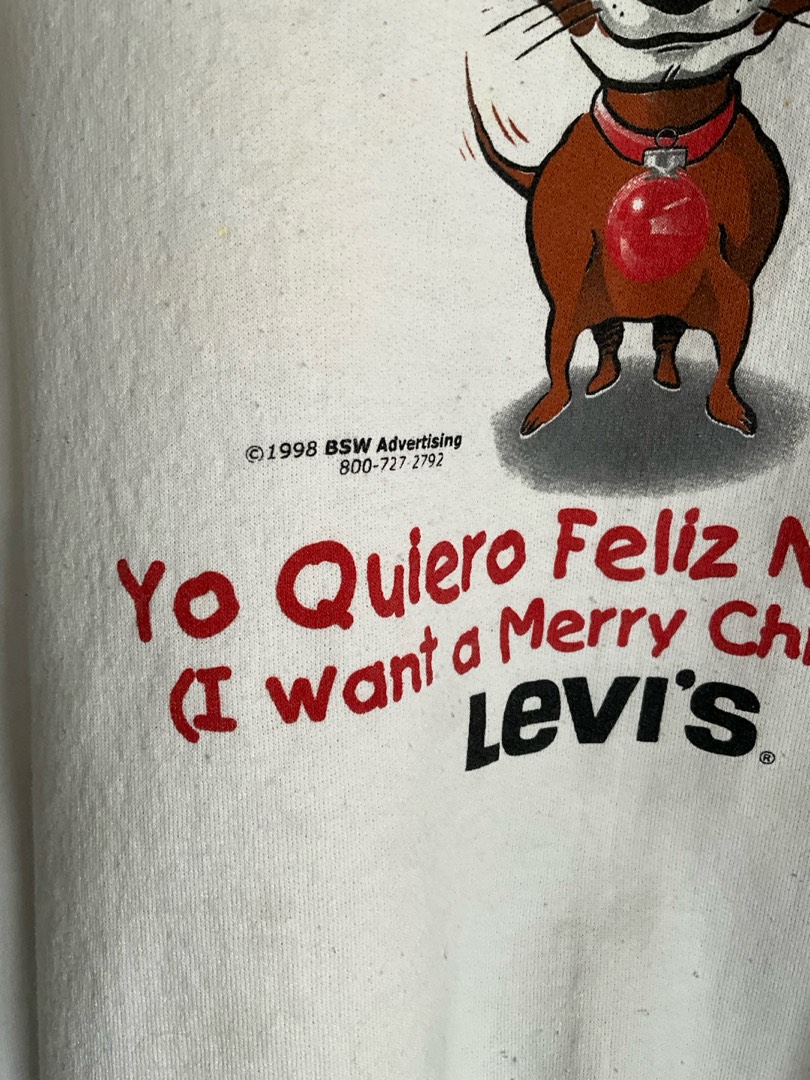 ©1998 BSW Advertising
800-727-2792
Yo Quiero Feliz
(I want a Merry
LEVI'S®